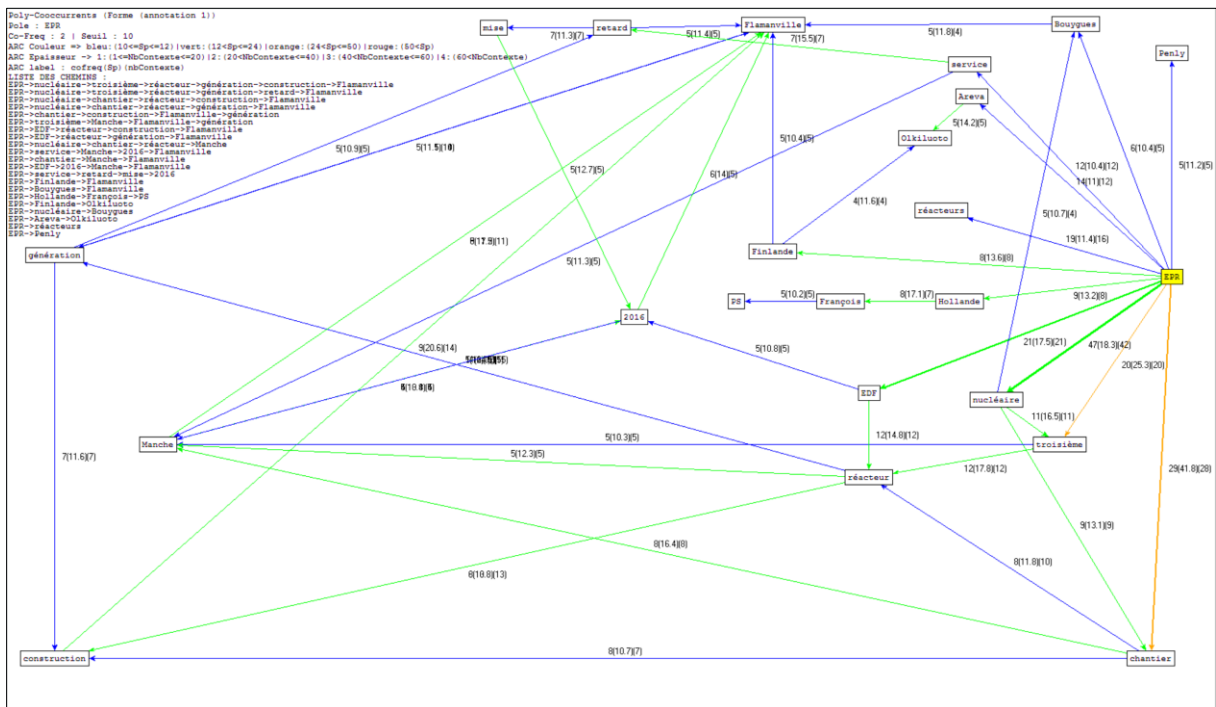 Poly-Cooccurrents (Forme (annotation 1))
Pole : EPR
Co-Freq : 2 | Seuil : 10
ARC Couleur => bleu:(10<=Sp<=12)|vert:(12<Sp<=24)|orange:(24<Sp<=50)|rouge:(50<Sp)
ARC Epaisseur => 1:(1<=NbContexte<=20)|2:(20<NbContexte<=40)|3:(40<NbContexte<=60)|4:(60<NbContexte)
ARC label : cofreq(Sp)(nbContexte)
LISTE DES CHEMINS :
EPR->nucléaire->troisième->réacteur->génération->construction->Flamanville
EPR->nucléaire->troisième->réacteur->génération->retard->Flamanville
EPR->nucléaire->chantier->réacteur->construction->Flamanville
EPR->nucléaire->chantier->réacteur->génération->Flamanville
EPR->chantier->construction->Flamanville->génération
EPR->troisième->Manche->Flamanville->génération
EPR->EDF->réacteur->construction->Flamanville
EPR->EDF->réacteur->génération->Flamanville
EPR->nucléaire->chantier->réacteur->Manche
EPR->service->Manche->2016->Flamanville
EPR->chantier->Manche->Flamanville
EPR->EDF->2016->Manche->Flamanville
EPR->service->retard->mise->2016
EPR->Finlande->Flamanville
EPR->Bouygues->Flamanville
EPR->Hollande->François->PS
EPR->Finlande->Olkiluoto
EPR->nucléaire->Bouygues
EPR->Areva->Olkiluoto
EPR->réacteurs
EPR->Penly
mise
retard
Flamanville
Bouygues
7(11.3)(7)
5(11.4)(5)
7(15.5)(7)
5(11.8)(4)
Penly
service
Areva
5(14.2)(5)
Olkiluoto
5(10.9)(5)
5(10.4)(5)
6(10.4)(5)
5(11.2)(5)
5(12.7)(5)
6(14)(5)
12(10.4)(12)
14(11)(12)
4(11.6)(4)
5(10.7)(4)
réacteurs
19(11.4)(16)
génération
Finlande
5(11.3)(5)
8(13.6)(8)
EPR
PS
5(10.2)(5)
François
8(17.1)(7)
Hollande
9(13.2)(8)
2016
9(20.6)(14)
5(10.8)(5)
21(17.5)(21)
47(18.3)(42)
20(25.3)(20)
EDF
nucléaire
11(16.5)(11)
Manche
5(10.3)(5)
12(14.8)(12)
troisième
7(11.6)(7)
5(12.3)(5)
réacteur
12(17.8)(12)
29(41.8)(28)
9(13.1)(9)
8(16.4)(8)
8(11.8)(10)
construction
8(10.7)(7)
chantier